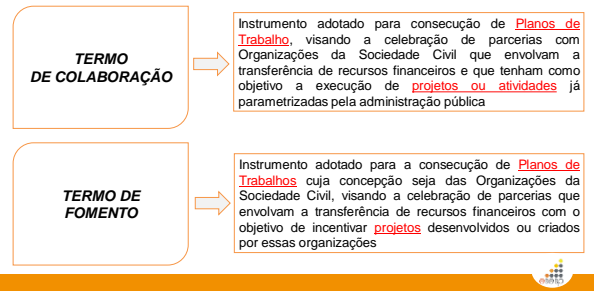 TERMO
DE COLABORAÇÃO
Instrumento adotado para consecução de Planos de
Trabalho, visando a celebração de parcerias com
Organizações da Sociedade Civil que envolvam a
transferência de recursos financeiros e que tenham como
objetivo a execução de projetos ou atividades já
parametrizadas pela administração pública
TERMO DE
FOMENTO
Instrumento adotado para a consecução de Planos de
Trabalhos cuja concepção seja das Organizações da
Sociedade Civil, visando a celebração de parcerias que
envolvam a transferência de recursos financeiros com o
objetivo de incentivar projetos desenvolvidos ou criados
por essas organizações